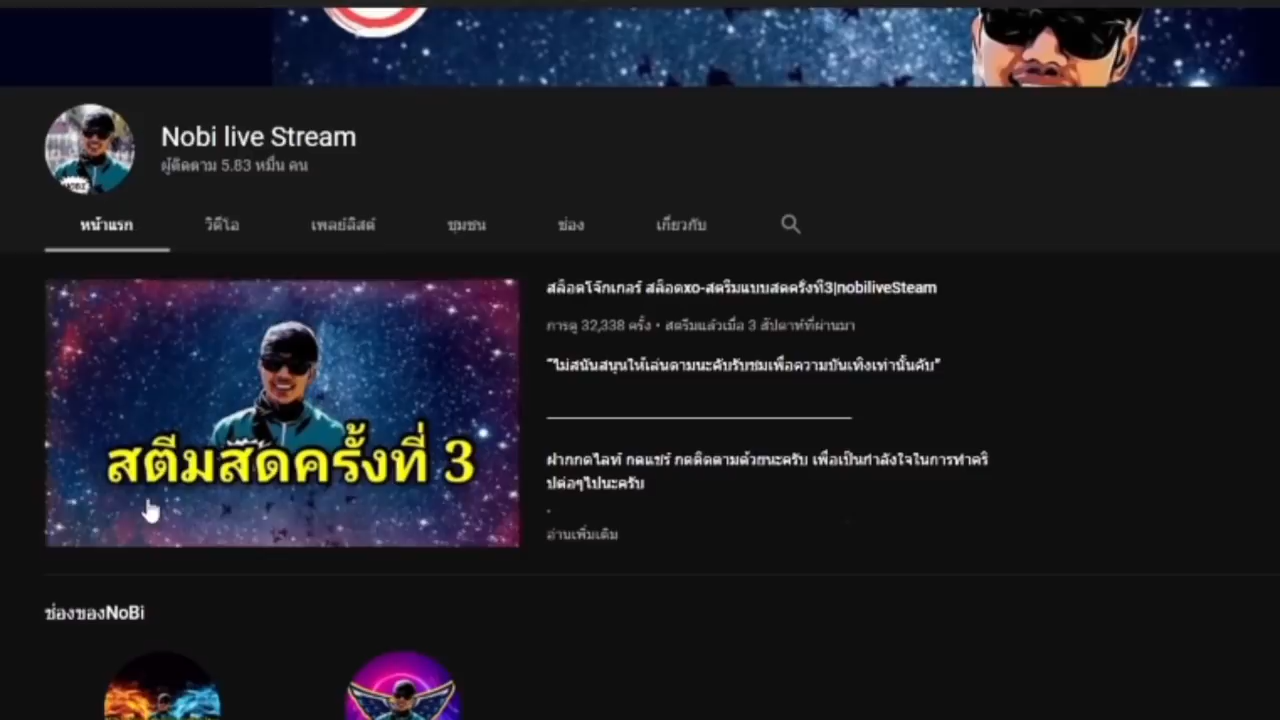 Nobi live Stream
ผู้ติดตาม 5.83 หมื่น คน
หน้าแรก
วิดีโอ
เพลย์ลิสต์
ชุมชน
ช่อง
เกี่ยวกับ
สล็อตโจ๊กเกอร์ สล็อตxo-สตรีมแบบสดครั้งที่3|nobiliveSteam
การดู 32,338 ครั้ง • สตรีมแล้วเมื่อ 3 สัปดาห์ที่ผ่านมา
"ไม่สนันสนุนให้เล่นตามนะคับรับชมเพื่อความบันเทิงเท่านั้นคับ"
สตีมสดครั้งที่ 3
ฝากกดไลท์ กดแชร์ กดติดตามด้วยนะครับ เพื่อเป็นกำลังใจในการทำคริ
ปต่อๆไปนะครับ
.
อ่านเพิ่มเติม
ช่องของNoBi